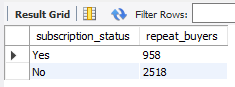 Result Grid Filter Rows:
subscription_status repeat_buyers
Yes 958
No 2518